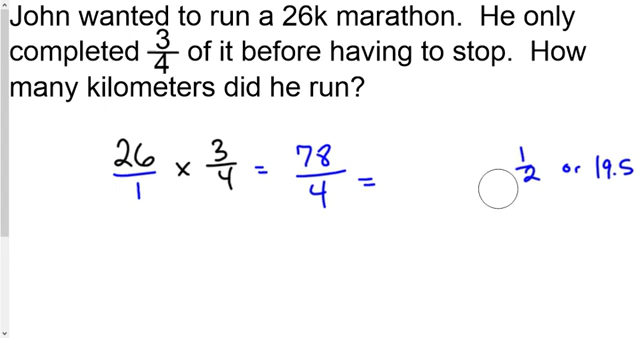 John wanted to run a 26k marathon. He only
completed 3/4 of it before having to stop. How
many kilometers did he run?
26/1 × 3/4 = 78/4 = 1/2 or 19.5